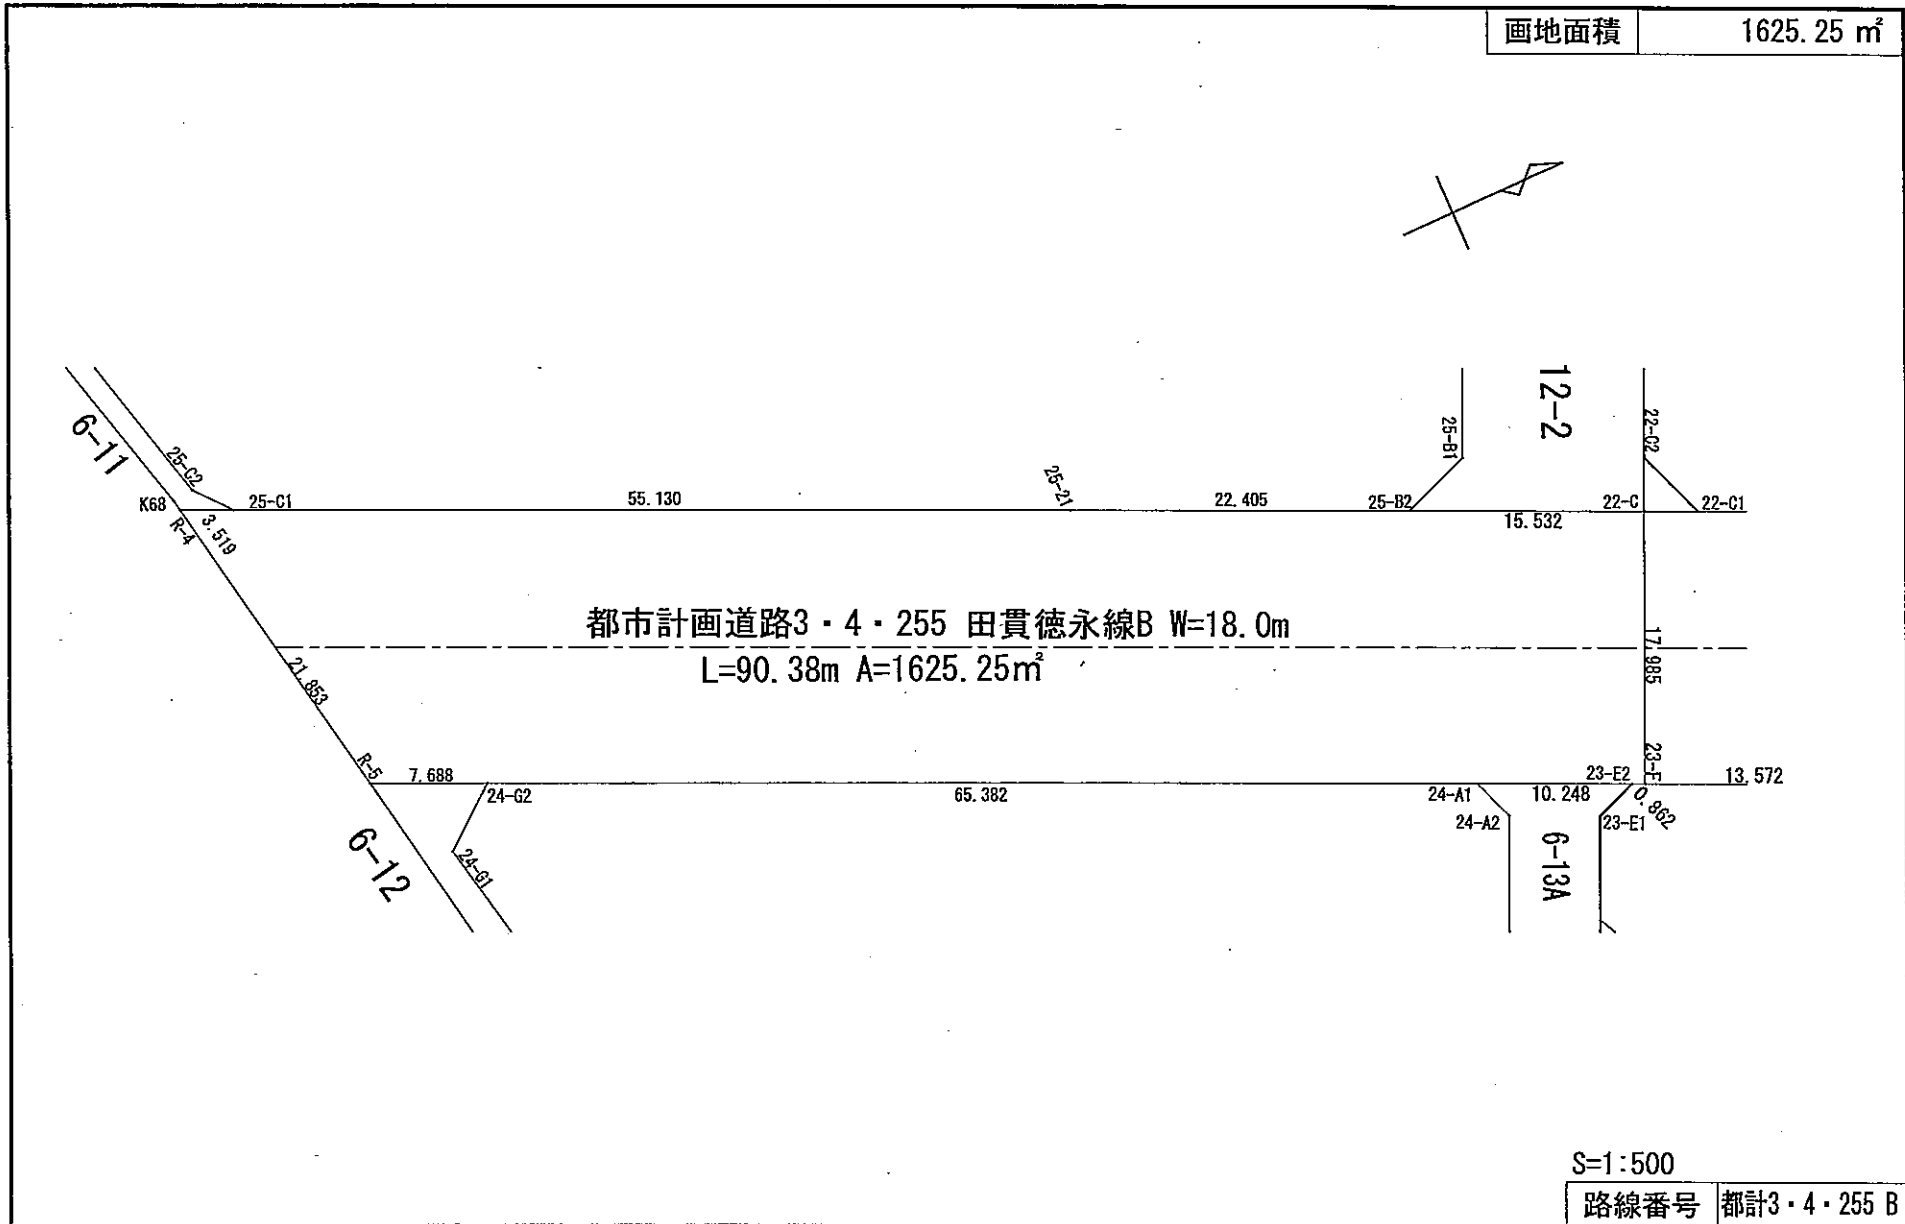 画地面積 1625.25 ㎡
12-2
6-11
25-C2
25-B1
22-C2
K68
25-C1
55.130
25-21
22.405
25-B2
15.532
22-C
22-C1
R-4
3.519
都市計画道路3・4・255 田貫徳永線B W=18.0m
L=90.38m A=1625.25㎡
17.985
21.853
R-5
7.688
24-G2
65.382
24-A1
10.248
23-E2
23-E
13.572
0.862
24-A2
23-E1
6-12
24-G1
6-13A
S=1:500
路線番号 都計3・4・255 B